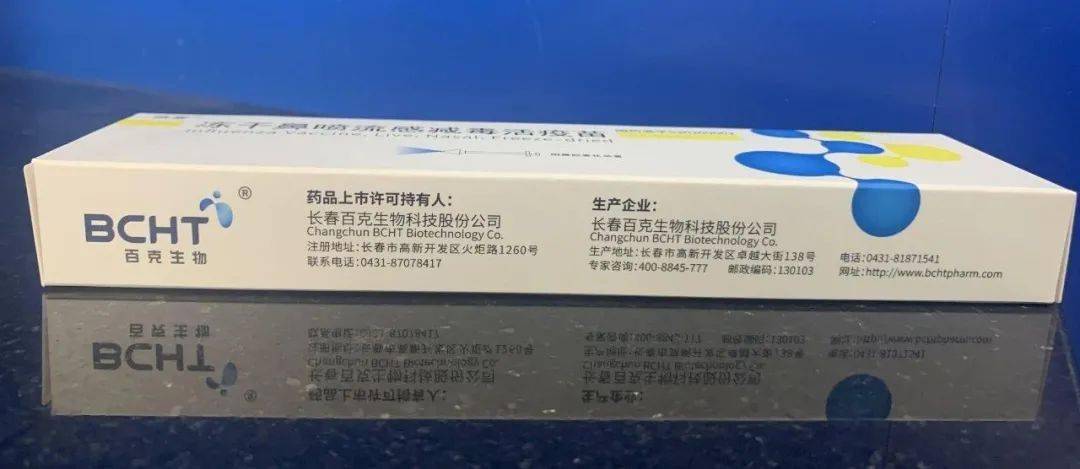 冻干鼻喷流感减毒活疫苗
Influenza Vaccine, Live, Nasal, Freeze-dried
BCHT®
百克生物
药品上市许可持有人：
长春百克生物科技股份公司
Changchun BCHT Biotechnology Co.
注册地址：长春市高新开发区火炬路1260号
联系电话：0431-87078417
生产企业：
长春百克生物科技股份公司
Changchun BCHT Biotechnology Co.
生产地址：长春市高新开发区卓越大街138号
专家咨询：400-8845-777 邮政编码：130103
电话：0431-81871541
网址：http://www.bchtpharm.com